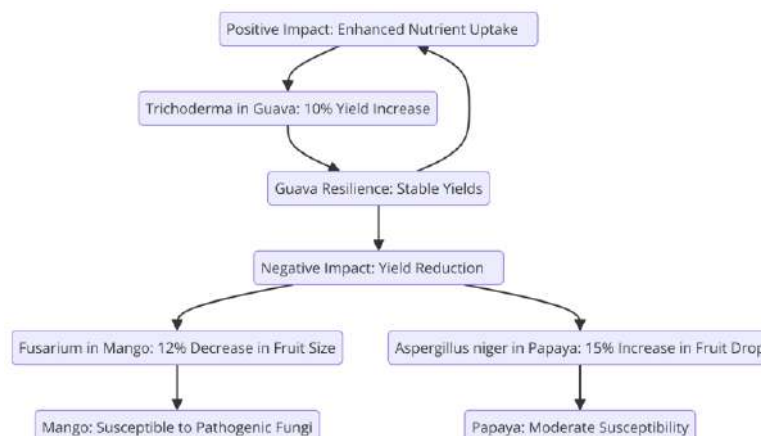 Positive Impact: Enhanced Nutrient Uptake
Trichoderma in Guava: 10% Yield Increase
Guava Resilience: Stable Yields
Negative Impact: Yield Reduction
Fusarium in Mango: 12% Decrease in Fruit Size
Aspergillus niger in Papaya: 15% Increase in Fruit Drop
Mango: Susceptible to Pathogenic Fungi
Papaya: Moderate Susceptibility